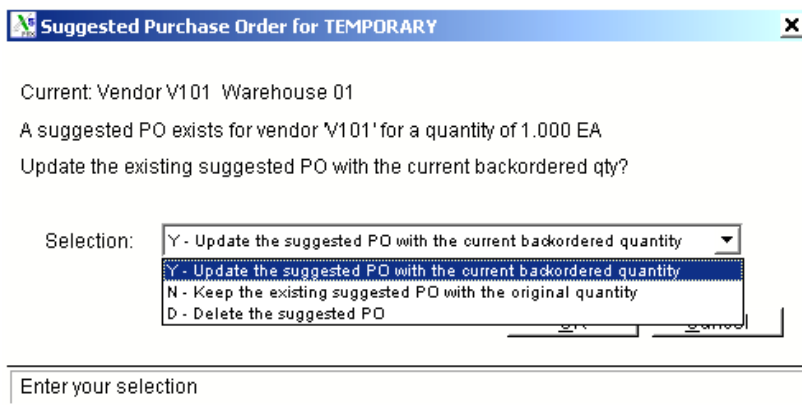 Suggested Purchase Order for TEMPORARY
Current: Vendor V101 Warehouse 01
A suggested PO exists for vendor 'V101' for a quantity of 1.000 EA
Update the existing suggested PO with the current backordered qty?
Selection: Y - Update the suggested PO with the current backordered quantity
Y - Update the suggested PO with the current backordered quantity
N - Keep the existing suggested PO with the original quantity
D - Delete the suggested PO
OK Cancel
Enter your selection